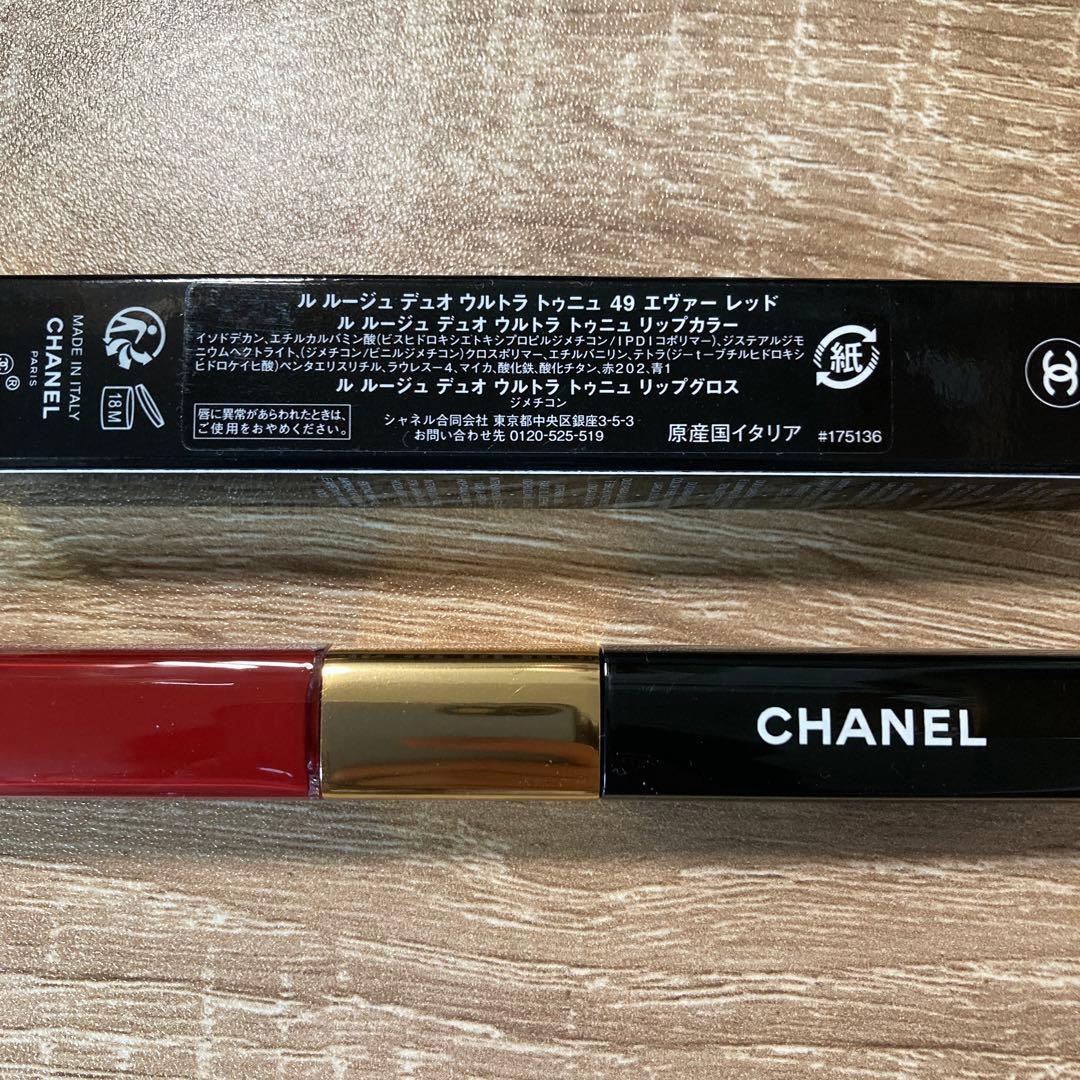 MADE IN ITALY
CHANEL
PARIS
®
18M
ル ルージュ デュオ ウルトラ トゥニュ 49 エヴァー レッド
ル ルージュ デュオ ウルトラ トゥニュ リップカラー
イソドデカン、エチルカルバミン酸(ビスヒドロキシエトキシプロピルジメチコン/IPDIコポリマー)、ジステアルジモ
ニウムヘクトライト、(ジメチコン/ビニルジメチコン)クロスポリマー、エチルバニリン、テトラ(ジ－t－ブチルヒドロキシ
ヒドロケイヒ酸)ペンタエリスリチル、ラウレス－4、マイカ、酸化鉄、酸化チタン、赤202、青1
ル ルージュ デュオ ウルトラ トゥニュ リップグロス
ジメチコン
唇に異常があらわれたときは、
ご使用をおやめください。
シャネル合同会社 東京都中央区銀座3-5-3
お問い合わせ先 0120-525-519
原産国イタリア
#175136
紙
CHANEL